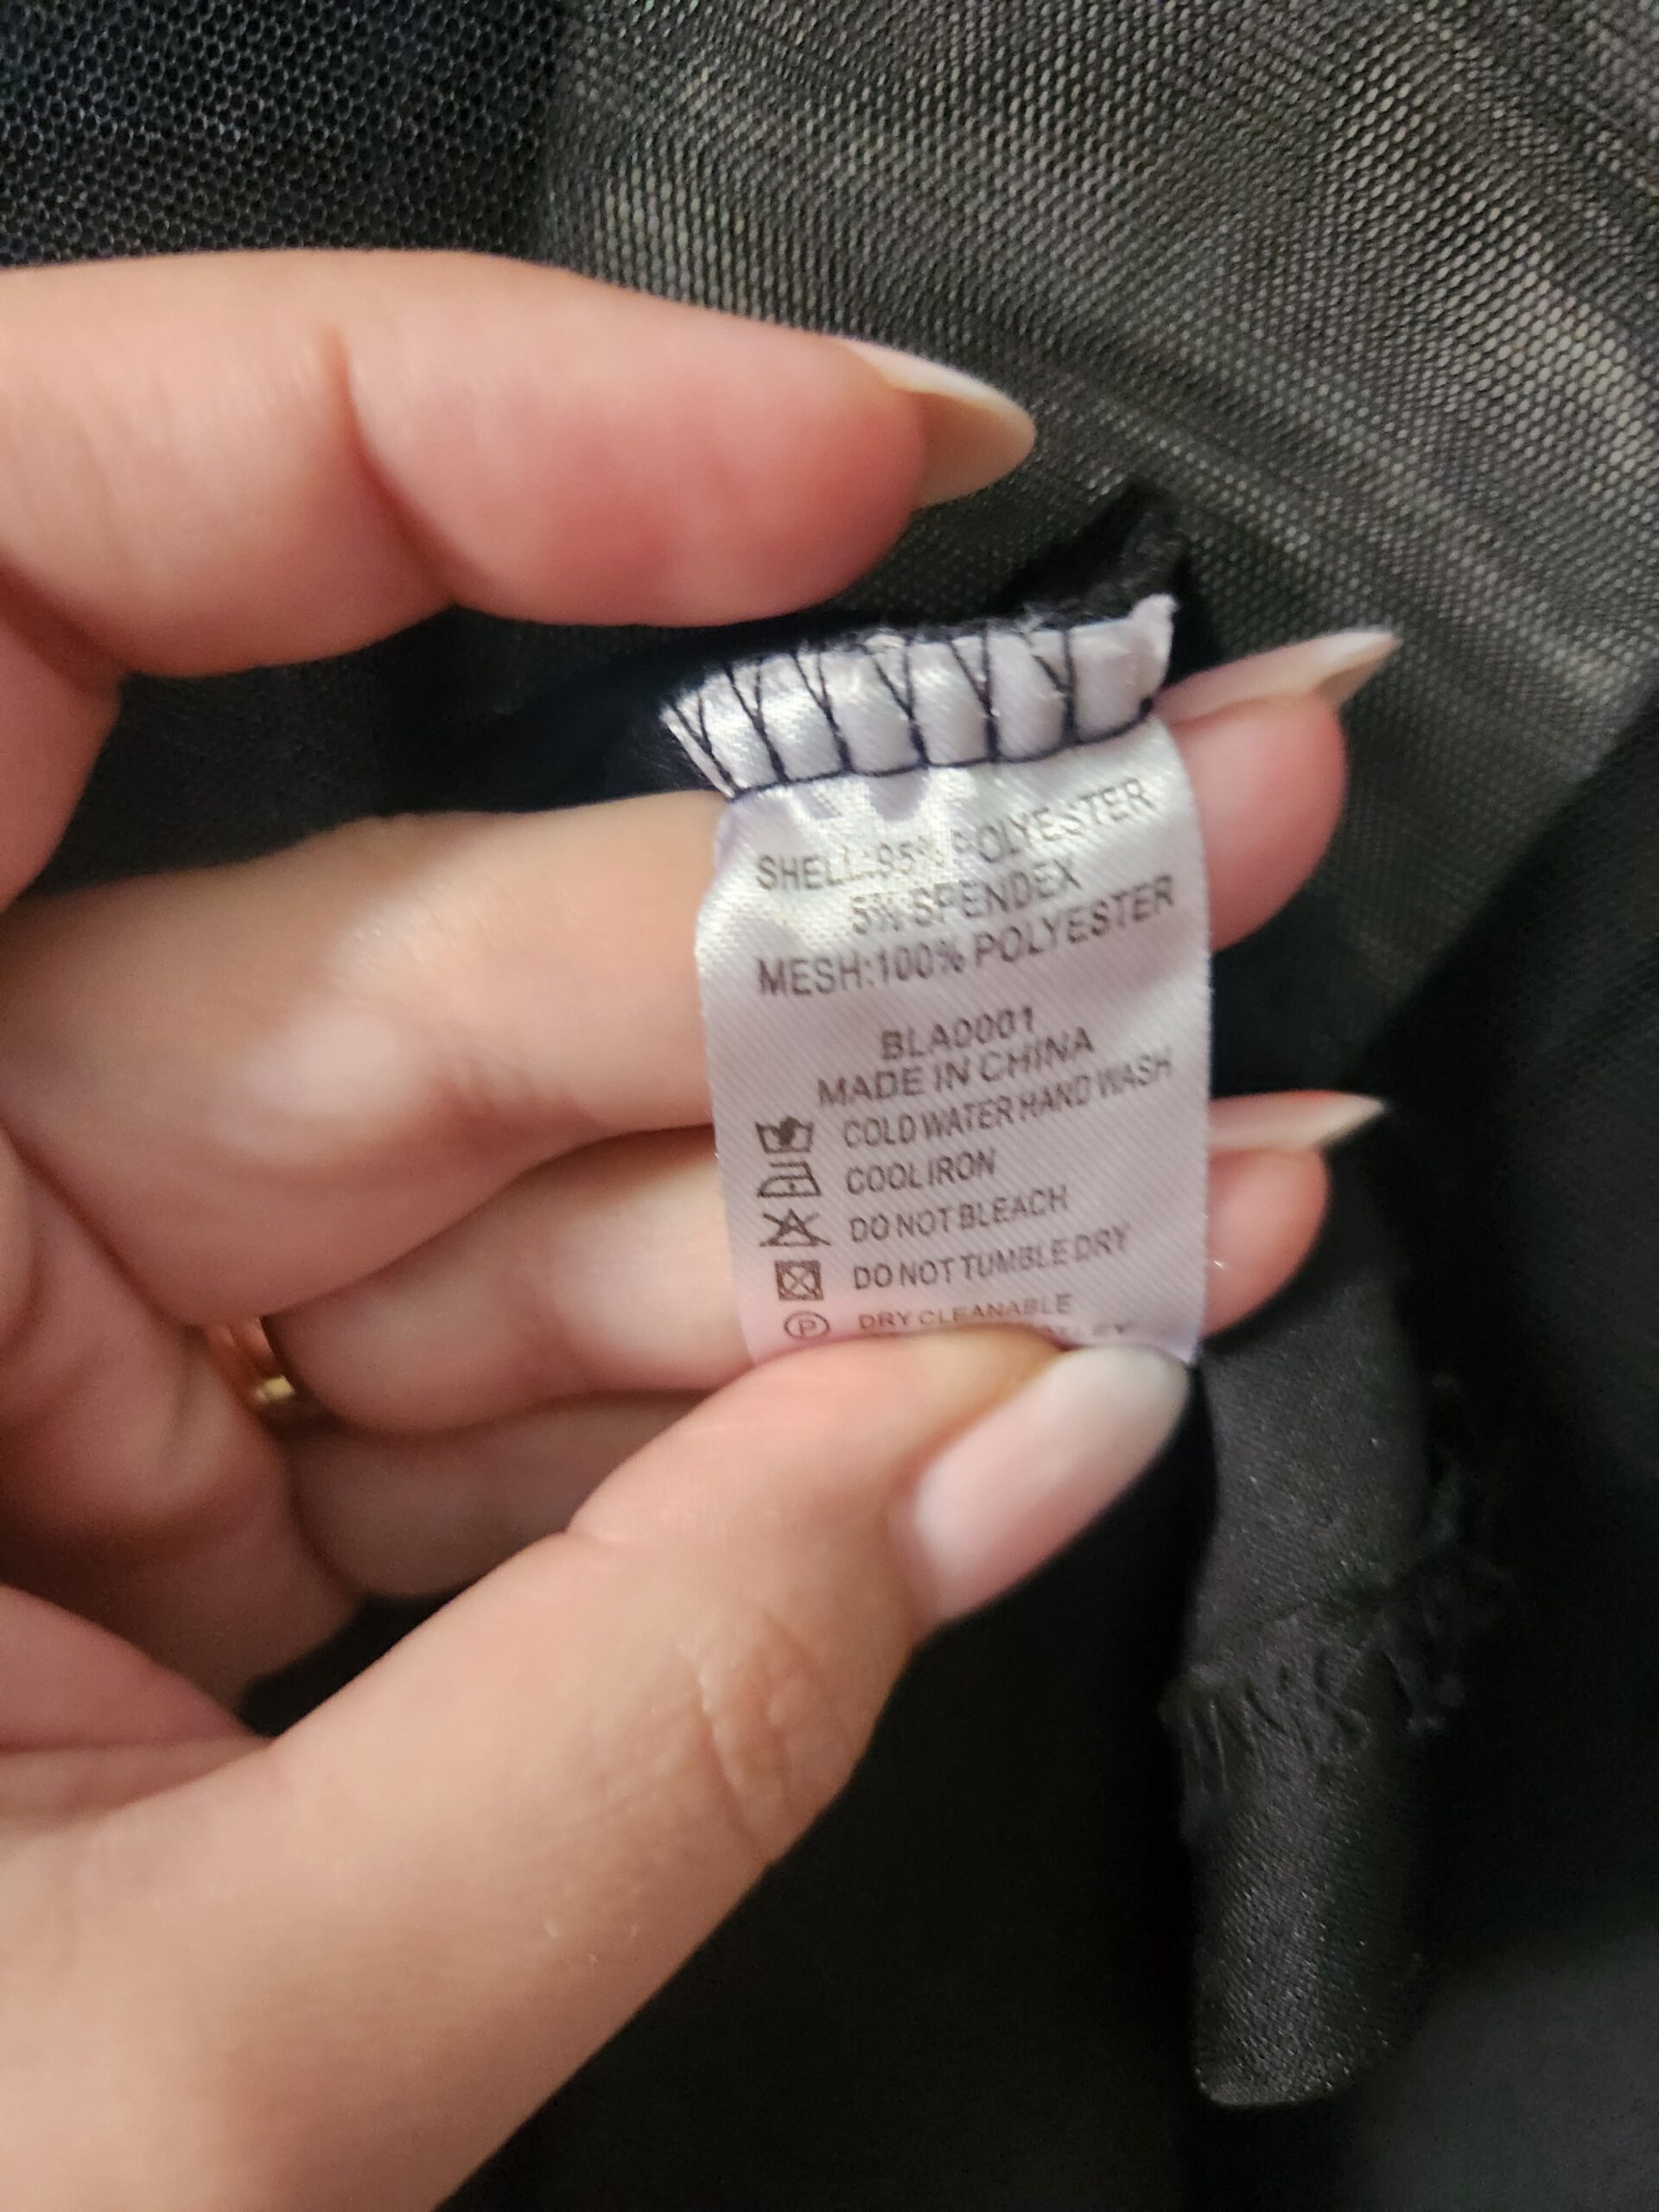 SHELL:95% POLYESTER
5% SPENDEX
MESH:100% POLYESTER
BLA0001
MADE IN CHINA
COLD WATER HAND WASH
COOL IRON
DO NOT BLEACH
DO NOT TUMBLE DRY
P DRY CLEANABLE